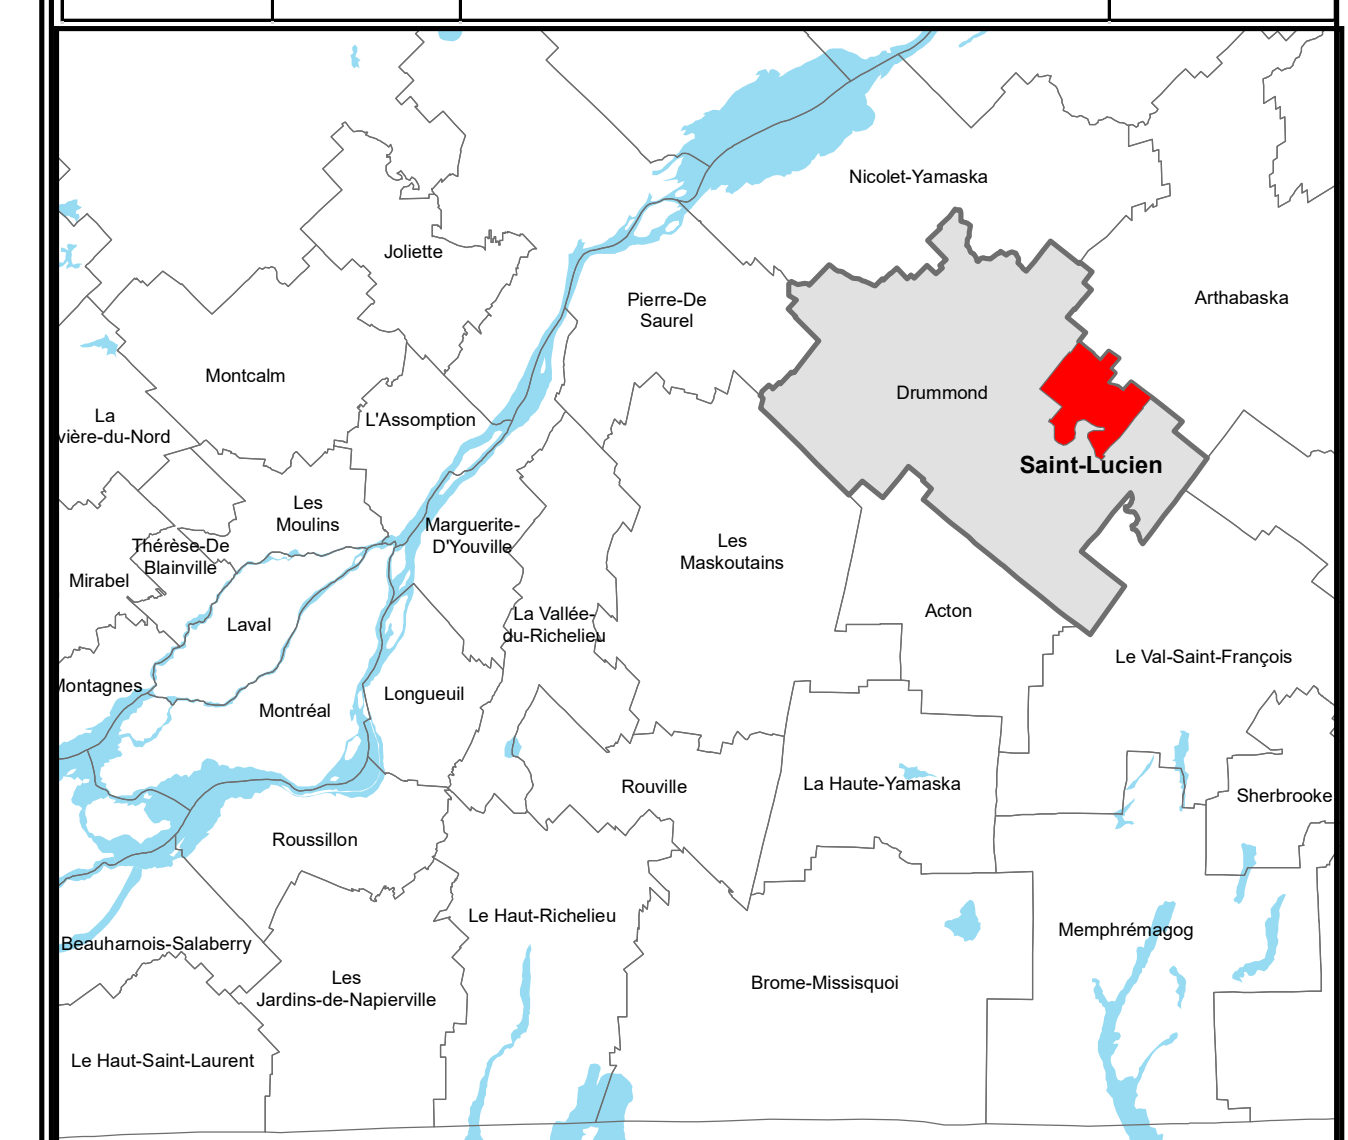 Nicolet-Yamaska
Joliette
Pierre-De
Saurel
Arthabaska
Montcalm
Drummond
La
vière-du-Nord
L'Assomption
Saint-Lucien
Les
Moulins
Marguerite-
D'Youville
Thérèse-De
Blainville
Les
Maskoutains
Mirabel
Laval
La Vallée-
du-Richelieu
Acton
Le Val-Saint-François
Montagnes
Longueuil
Montréal
Rouville
La Haute-Yamaska
Sherbrooke
Roussillon
Le Haut-Richelieu
Memphrémagog
Beauharnois-Salaberry
Les
Jardins-de-Napierville
Brome-Missisquoi
Le Haut-Saint-Laurent